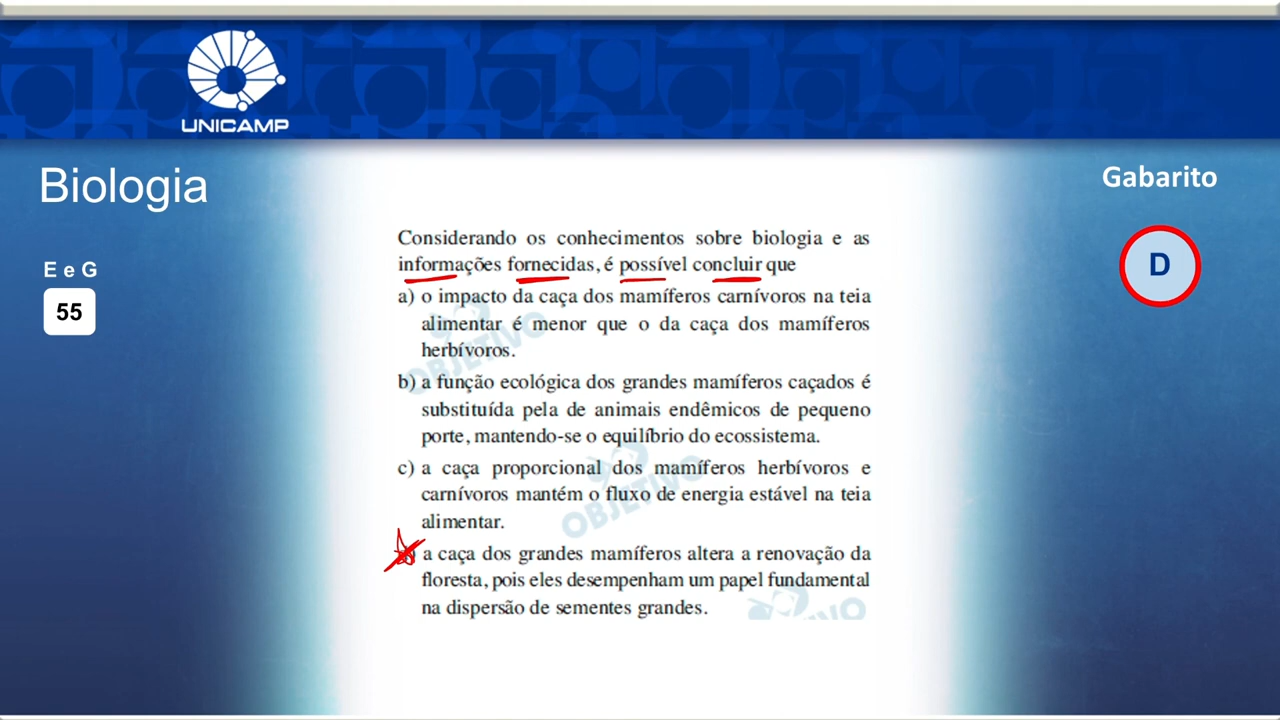 UNICAMP
Biologia
Gabarito
D
E e G
55
Considerando os conhecimentos sobre biologia e as
informações fornecidas, é possível concluir que
a) o impacto da caça dos mamíferos carnívoros na teia
alimentar é menor que o da caça dos mamíferos
herbívoros.
b) a função ecológica dos grandes mamíferos caçados é
substituída pela de animais endêmicos de pequeno
porte, mantendo-se o equilíbrio do ecossistema.
c) a caça proporcional dos mamíferos herbívoros e
carnívoros mantém o fluxo de energia estável na teia
alimentar.
a caça dos grandes mamíferos altera a renovação da
floresta, pois eles desempenham um papel fundamental
na dispersão de sementes grandes.
OBJETIVO
OBJETIVO